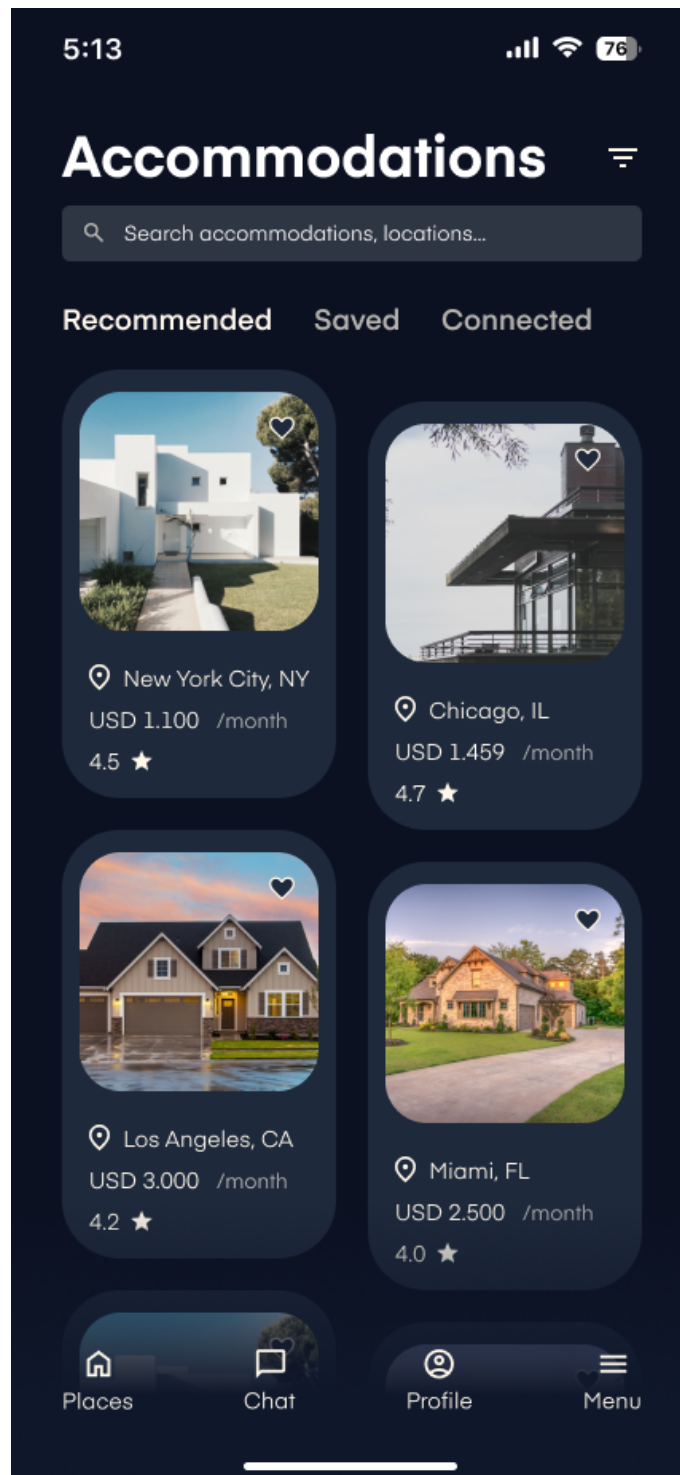 5:13
76
Accommodations
Search accommodations, locations...
Recommended Saved Connected
New York City, NY
USD 1.100 /month
4.5
Chicago, IL
USD 1.459 /month
4.7
Los Angeles, CA
USD 3.000 /month
4.2
Miami, FL
USD 2.500 /month
4.0
Places Chat Profile Menu